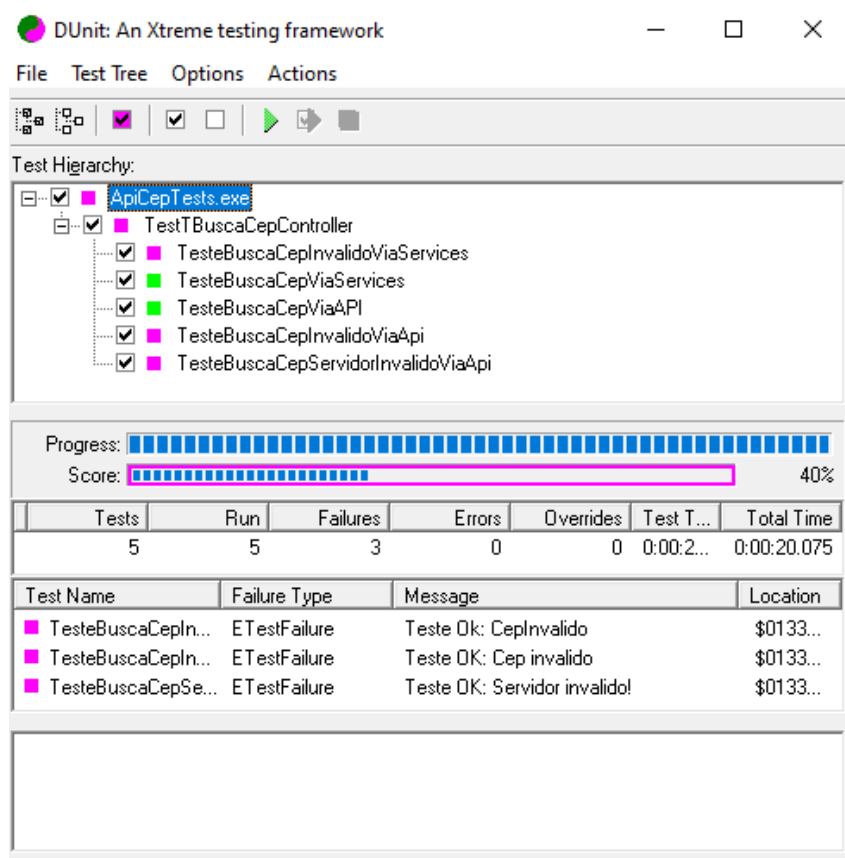 DUnit: An Xtreme testing framework
File Test Tree Options Actions
Test Hierarchy:
ApiCepTests.exe
TestTBuscaCepController
TesteBuscaCepInvalidoViaServices
TesteBuscaCepViaServices
TesteBuscaCepViaAPI
TesteBuscaCepInvalidoViaApi
TesteBuscaCepServidorInvalidoViaApi
Progress:
Score: 40%
Tests Run Failures Errors Overrides Test T... Total Time
5 5 3 0 0 0:00:2... 0:00:20.075
Test Name Failure Type Message Location
TesteBuscaCepIn... ETestFailure Teste Ok: CepInvalido $0133...
TesteBuscaCepIn... ETestFailure Teste OK: Cep invalido $0133...
TesteBuscaCepSe... ETestFailure Teste OK: Servidor invalido! $0133...